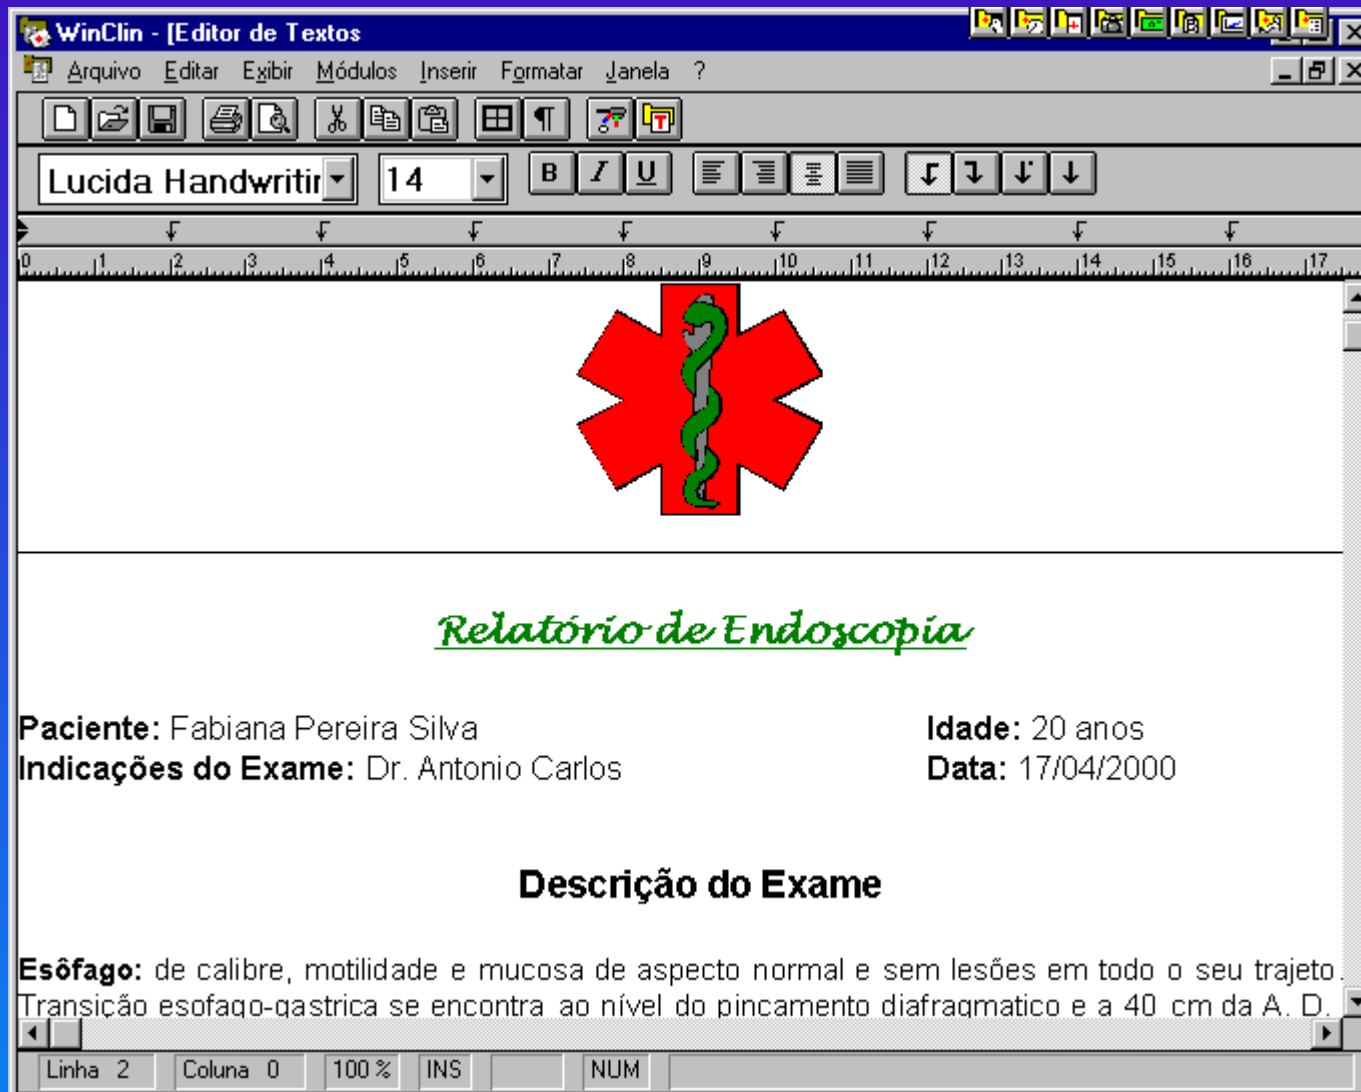 WinClin - [Editor de Textos
Arquivo Editar Exibir Módulos Inserir Formatar Janela ?
Lucida Handwritin 14 B I U
0 1 2 3 4 5 6 7 8 9 10 11 12 13 14 15 16 17
Relatório de Endoscopia
Paciente: Fabiana Pereira Silva Idade: 20 anos
Indicações do Exame: Dr. Antonio Carlos Data: 17/04/2000
Descrição do Exame
Esôfago: de calibre, motilidade e mucosa de aspecto normal e sem lesões em todo o seu trajeto.
Transição esofago-gastrica se encontra ao nível do pincamento diafragmatico e a 40 cm da A. D.
Linha 2 Coluna 0 100 % INS NUM